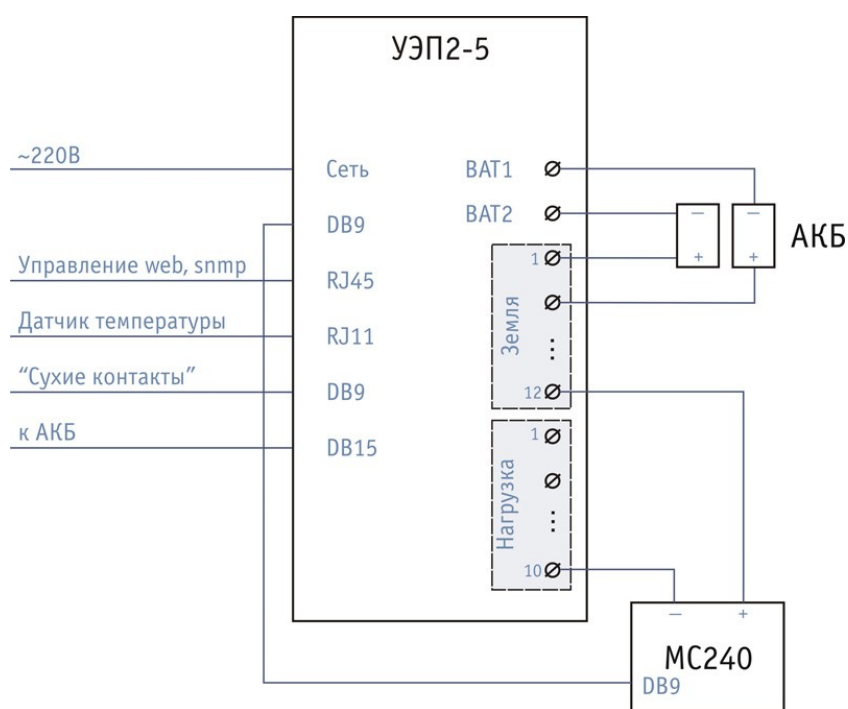 УЭП2-5
~220В
Сеть
BAT1
DB9
BAT2
АКБ
Управление web, snmp
RJ45
Датчик температуры
RJ11
“Сухие контакты”
DB9
к АКБ
DB15
Земля
1
⋮
12
Нагрузка
1
⋮
10
− +
− +
− +
МС240
DB9